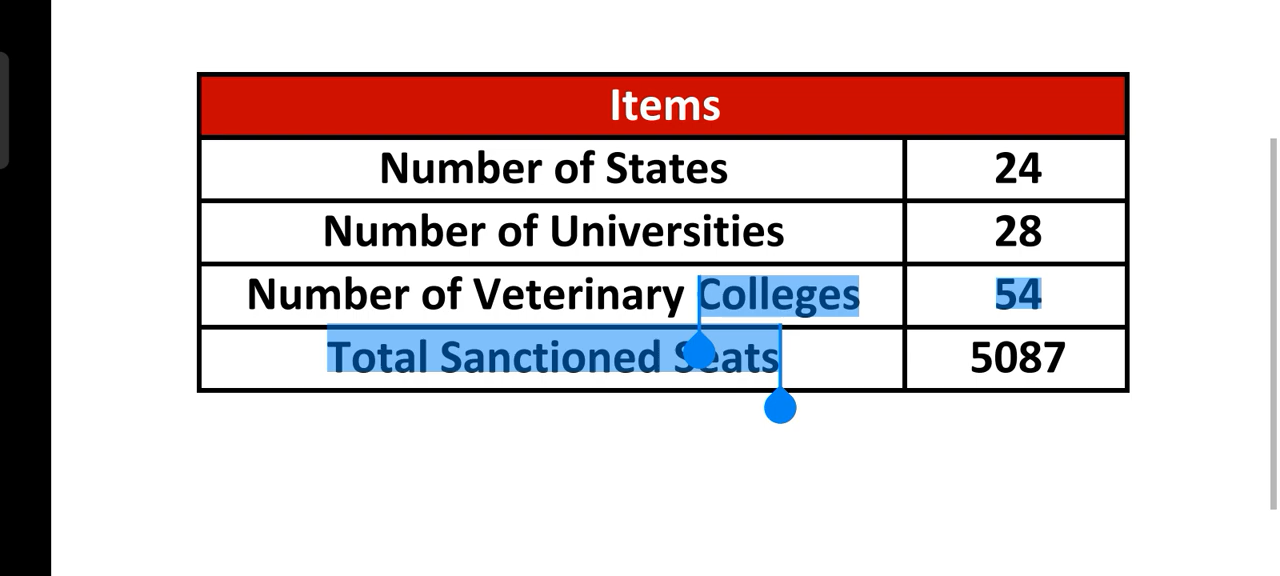 Items
Number of States 24
Number of Universities 28
Number of Veterinary Colleges 54
Total Sanctioned Seats 5087